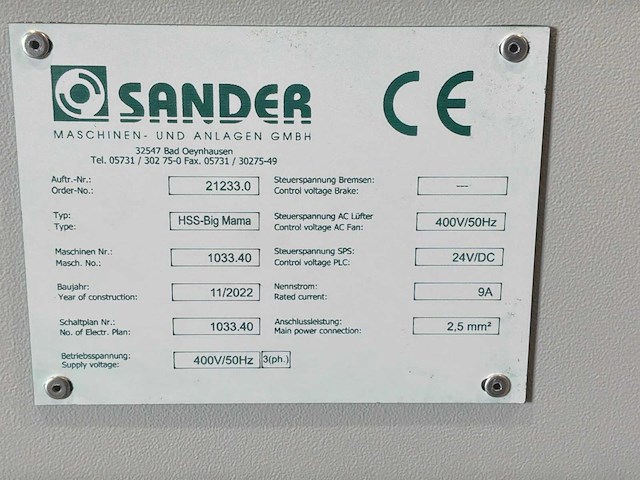 SANDER
MASCHINEN- UND ANLAGEN GMBH
32547 Bad Oeynhausen
Tel. 05731 / 302 75-0 Fax. 05731 / 30275-49
CE
Auftr.-Nr.:
Order-No.: 21233.0
Typ:
Type: HSS-Big Mama
Maschinen Nr.:
Masch. No.: 1033.40
Baujahr:
Year of construction: 11/2022
Schaltplan Nr.:
No. of Electr. Plan: 1033.40
Betriebsspannung:
Supply voltage: 400V/50Hz 3(ph.)
Steuerspannung Bremsen:
Control voltage Brake: ---
Steuerspannung AC Lüfter
Control voltage AC Fan: 400V/50Hz
Steuerspannung SPS:
Control voltage PLC: 24V/DC
Nennstrom:
Rated current: 9A
Anschlussleistung:
Main power connection: 2,5 mm²